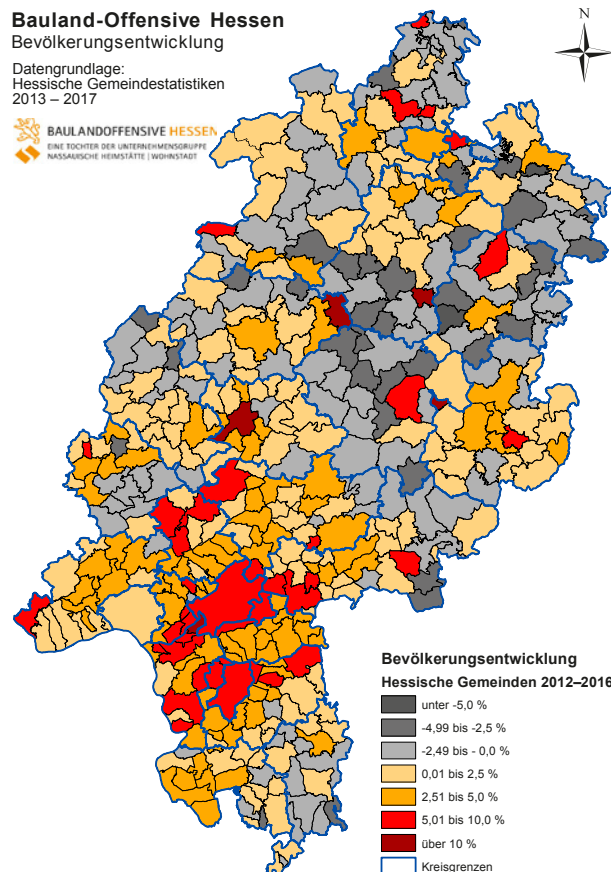 Bauland-Offensive Hessen
Bevölkerungsentwicklung
Datengrundlage:
Hessische Gemeindestatistiken
2013 – 2017
N
BAULANDOFFENSIVE HESSEN
EINE TOCHTER DER UNTERNEHMENSGRUPPE
NASSAUISCHE HEIMSTÄTTE | WOHNSTADT
Bevölkerungsentwicklung
Hessische Gemeinden 2012–2016
unter -5,0 %
-4,99 bis -2,5 %
-2,49 bis - 0,0 %
0,01 bis 2,5 %
2,51 bis 5,0 %
5,01 bis 10,0 %
über 10 %
Kreisgrenzen